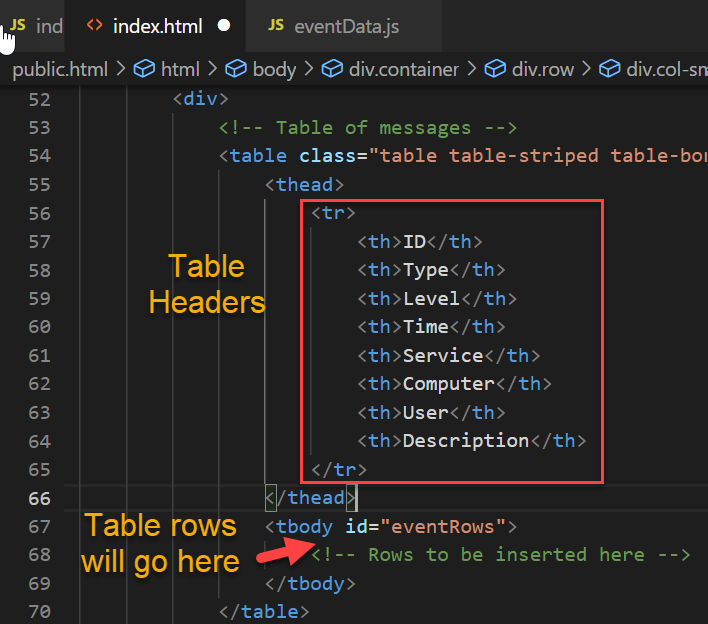 JS ind
<> index.html
JS eventData.js
public.html > html > body > div.container > div.row > div.col-sm
52 <div>
53 <!-- Table of messages -->
54 <table class="table table-striped table-bor
55 <thead>
56 <tr>
57 <th>ID</th>
58 <th>Type</th>
59 <th>Level</th>
60 <th>Time</th>
61 <th>Service</th>
62 <th>Computer</th>
63 <th>User</th>
64 <th>Description</th>
65 </tr>
66 </thead>
67 <tbody id="eventRows">
68 <!-- Rows to be inserted here -->
69 </tbody>
70 </table>
Table
Headers
Table rows
will go here